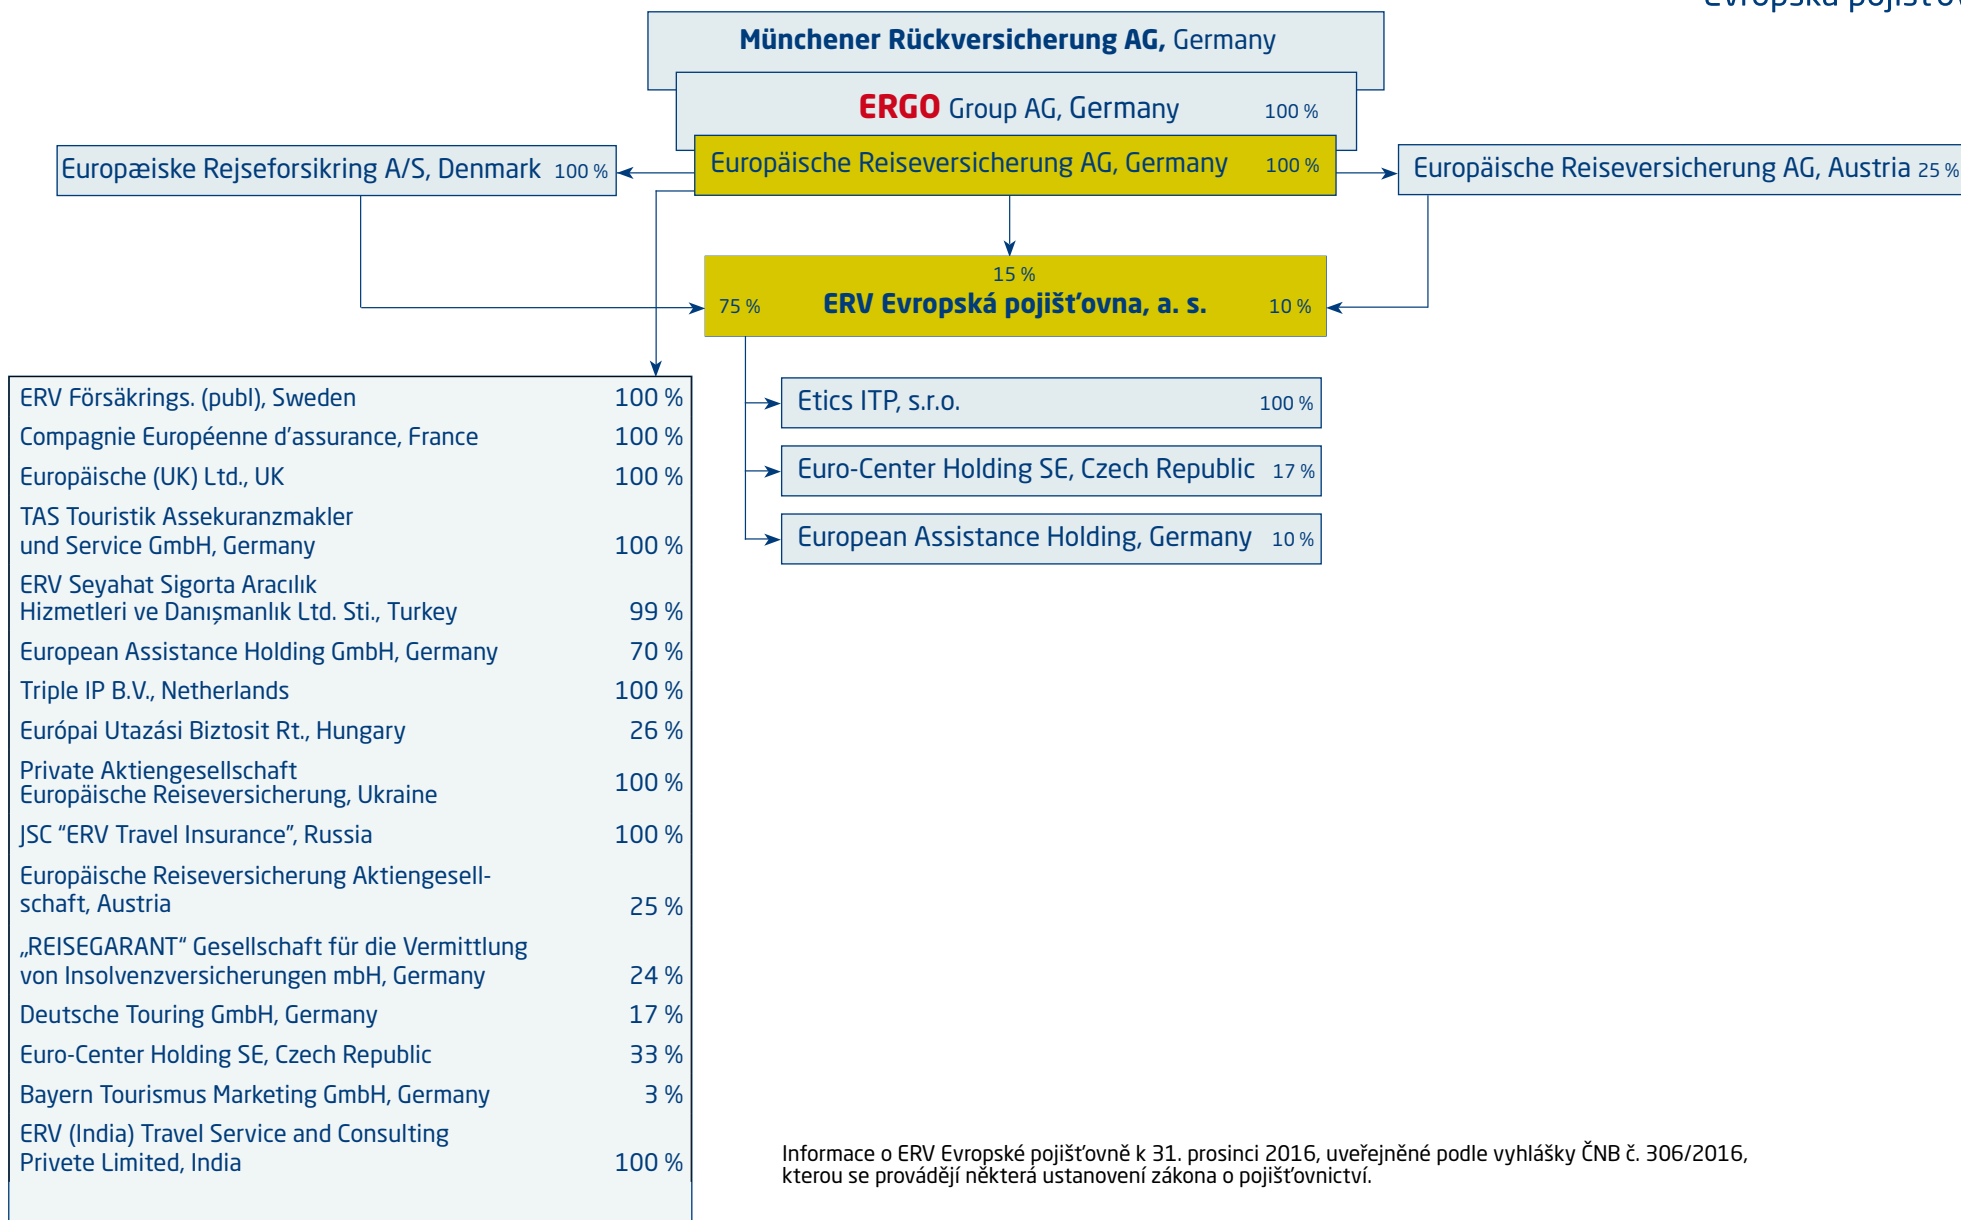 Evropská pojišťov
Münchener Rückversicherung AG, Germany
ERGO Group AG, Germany 100 %
Europæiske Rejseforsikring A/S, Denmark 100 %
Europäische Reiseversicherung AG, Germany 100 %
Europäische Reiseversicherung AG, Austria 25 %
15 %
75 % ERV Evropská pojišťovna, a. s. 10 %
Etics ITP, s.r.o. 100 %
Euro-Center Holding SE, Czech Republic 17 %
European Assistance Holding, Germany 10 %
ERV Försäkrings. (publ), Sweden 100 %
Compagnie Européenne d'assurance, France 100 %
Europäische (UK) Ltd., UK 100 %
TAS Touristik Assekuranzmakler
und Service GmbH, Germany 100 %
ERV Seyahat Sigorta Aracılık
Hizmetleri ve Danışmanlık Ltd. Sti., Turkey 99 %
European Assistance Holding GmbH, Germany 70 %
Triple IP B.V., Netherlands 100 %
Európai Utazási Biztosit Rt., Hungary 26 %
Private Aktiengesellschaft
Europäische Reiseversicherung, Ukraine 100 %
JSC “ERV Travel Insurance”, Russia 100 %
Europäische Reiseversicherung Aktiengesell-
schaft, Austria 25 %
„REISEGARANT“ Gesellschaft für die Vermittlung
von Insolvenzversicherungen mbH, Germany 24 %
Deutsche Touring GmbH, Germany 17 %
Euro-Center Holding SE, Czech Republic 33 %
Bayern Tourismus Marketing GmbH, Germany 3 %
ERV (India) Travel Service and Consulting
Privete Limited, India 100 %
Informace o ERV Evropské pojišťovně k 31. prosinci 2016, uveřejněné podle vyhlášky ČNB č. 306/2016,
kterou se provádějí některá ustanovení zákona o pojišťovnictví.